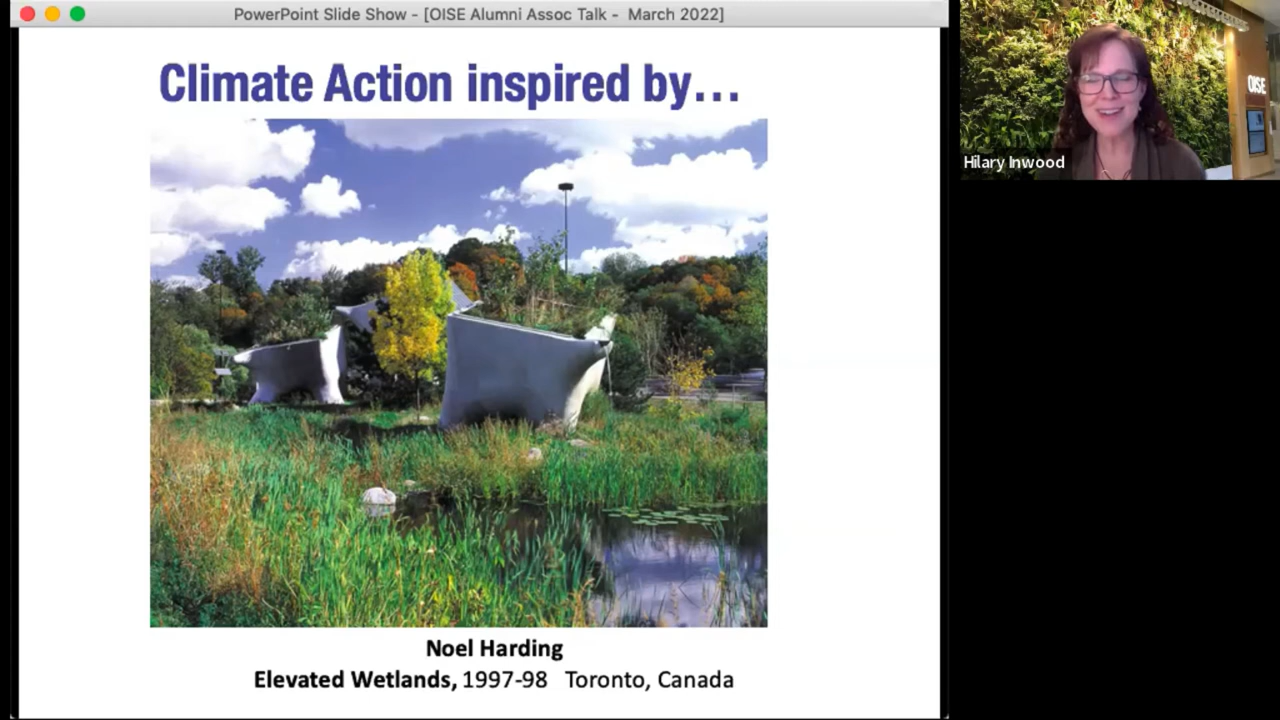 PowerPoint Slide Show - [OISE Alumni Assoc Talk - March 2022]
Climate Action inspired by...
Noel Harding
Elevated Wetlands, 1997-98 Toronto, Canada
OISE
Hilary Inwood